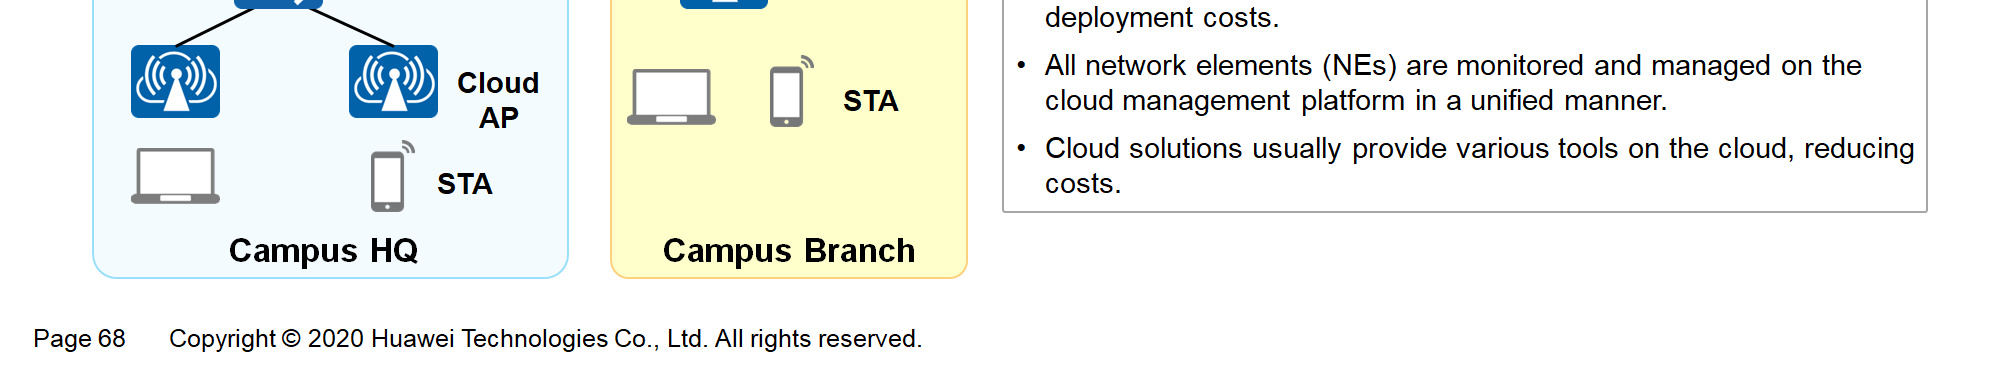 Cloud
AP
STA
Campus HQ
STA
Campus Branch
deployment costs.
• All network elements (NEs) are monitored and managed on the
cloud management platform in a unified manner.
• Cloud solutions usually provide various tools on the cloud, reducing
costs.
Page 68 Copyright © 2020 Huawei Technologies Co., Ltd. All rights reserved.